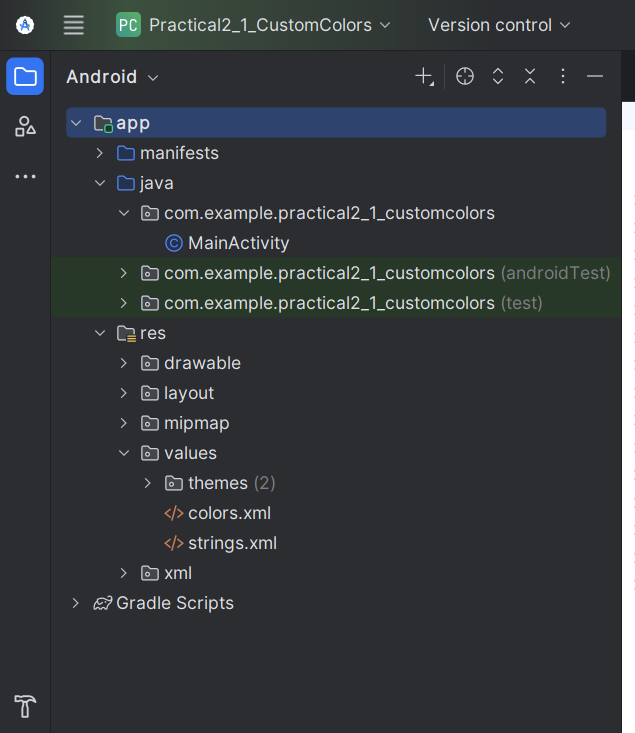 PC Practical2_1_CustomColors Version control
Android
app
manifests
java
com.example.practical2_1_customcolors
C MainActivity
com.example.practical2_1_customcolors (androidTest)
com.example.practical2_1_customcolors (test)
res
drawable
layout
mipmap
values
themes (2)
</> colors.xml
</> strings.xml
xml
Gradle Scripts